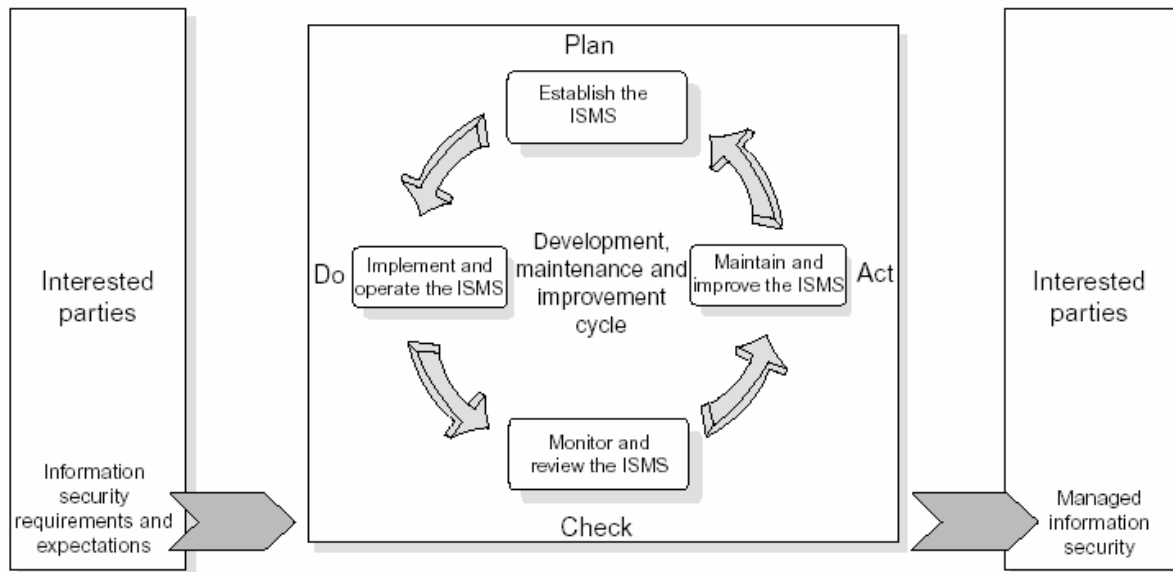 Interested
parties
Information
security
requirements and
expectations
Plan
Establish the
ISMS
Do
Implement and
operate the ISMS
Development,
maintenance and
improvement
cycle
Maintain and
improve the ISMS
Act
Monitor and
review the ISMS
Check
Interested
parties
Managed
information
security